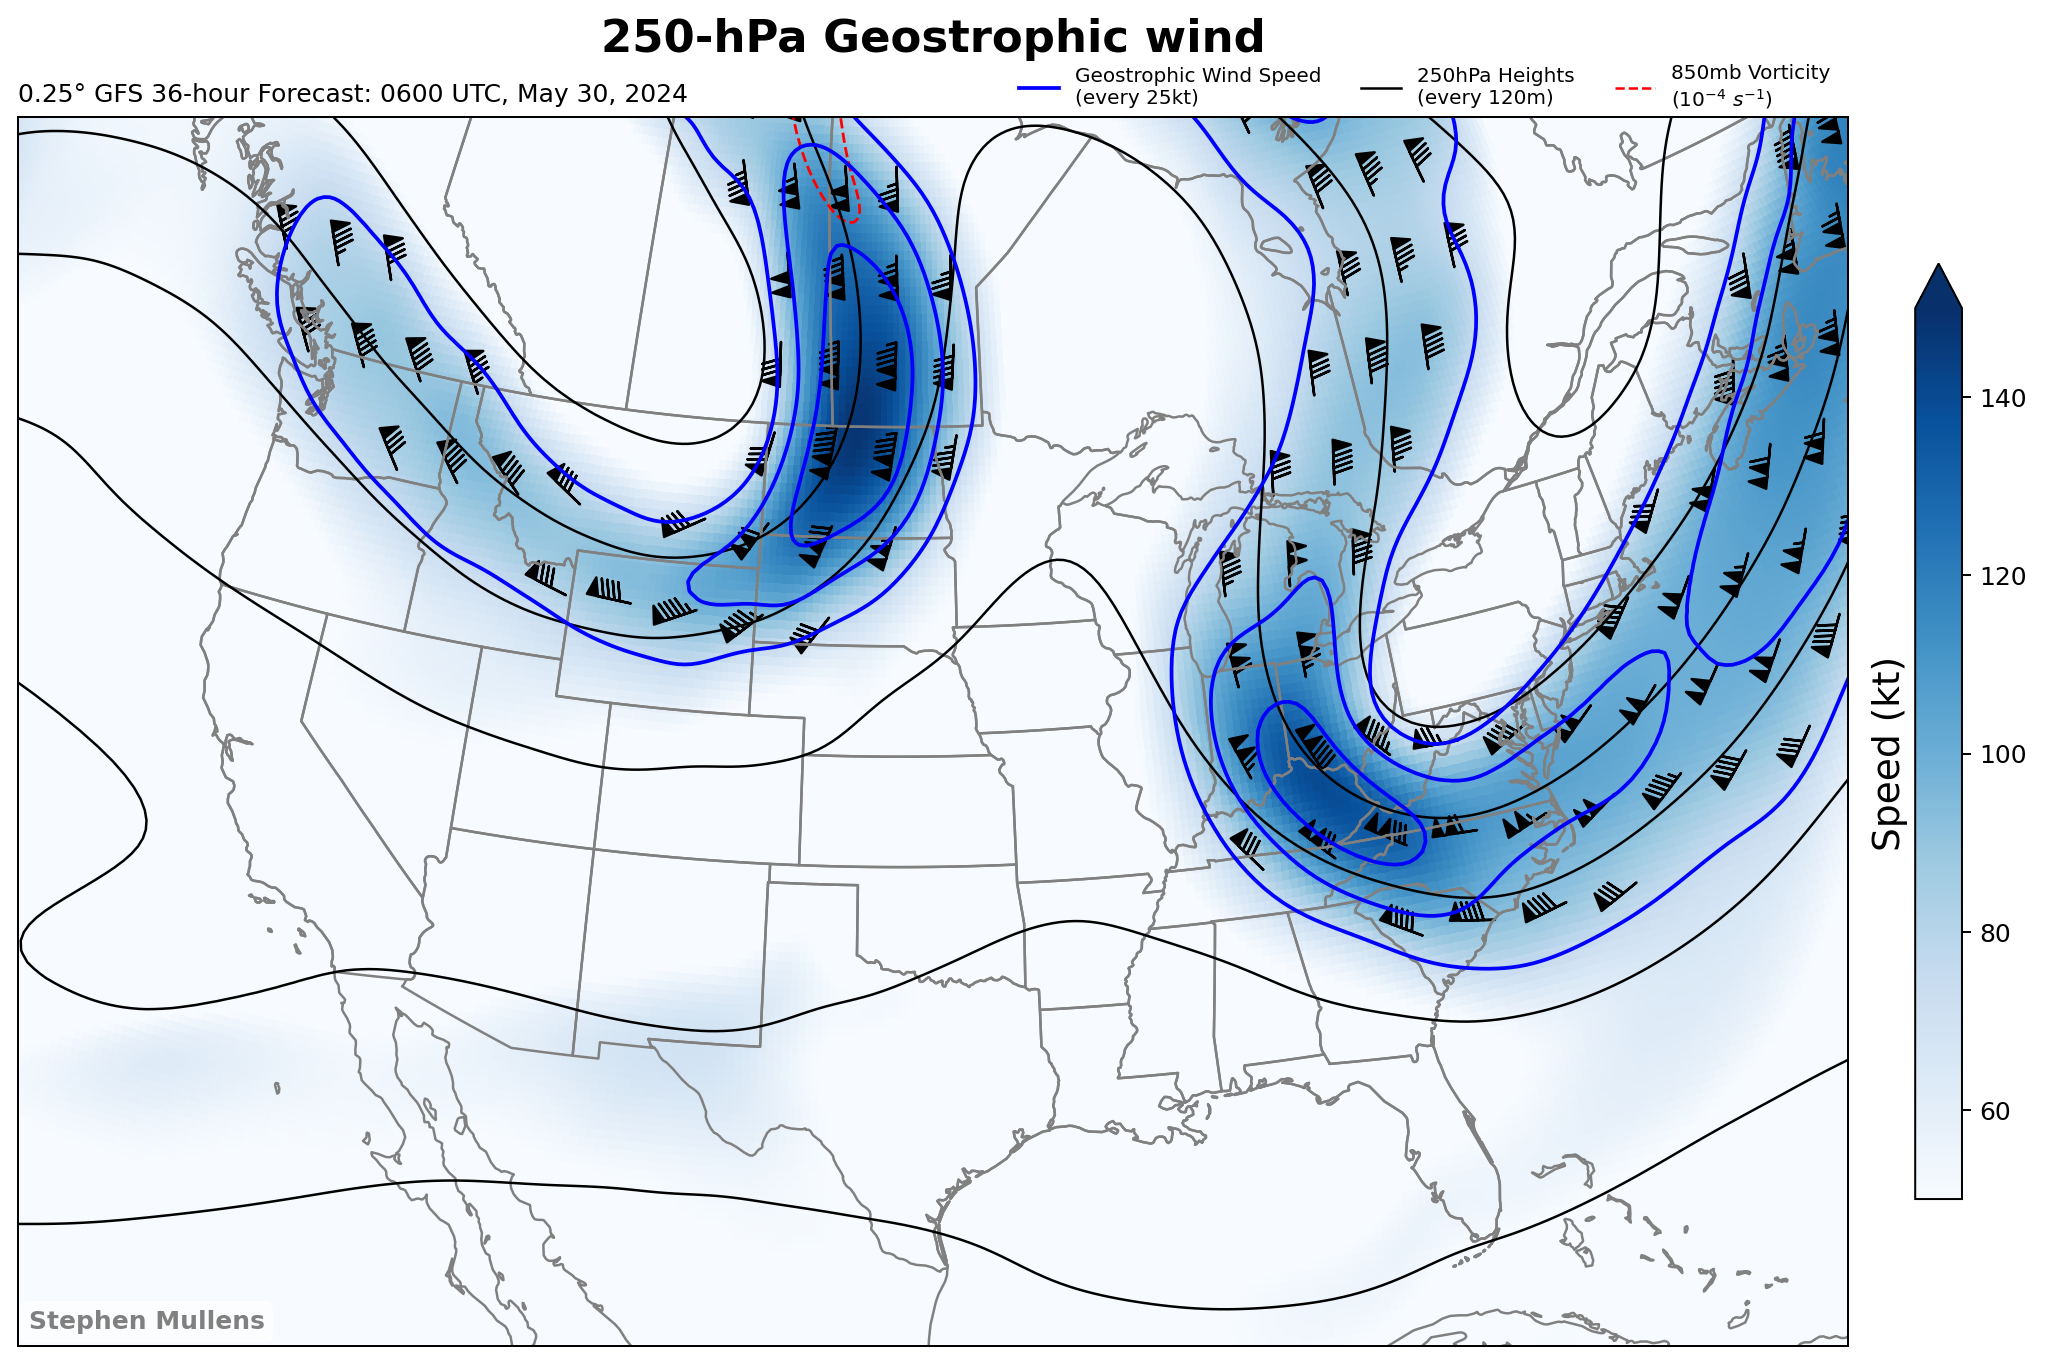 250-hPa Geostrophic wind
0.25° GFS 36-hour Forecast: 0600 UTC, May 30, 2024
Geostrophic Wind Speed
(every 25kt)
250hPa Heights
(every 120m)
850mb Vorticity
(10⁻⁴ s⁻¹)
140
120
100
80
60
Speed (kt)
Stephen Mullens